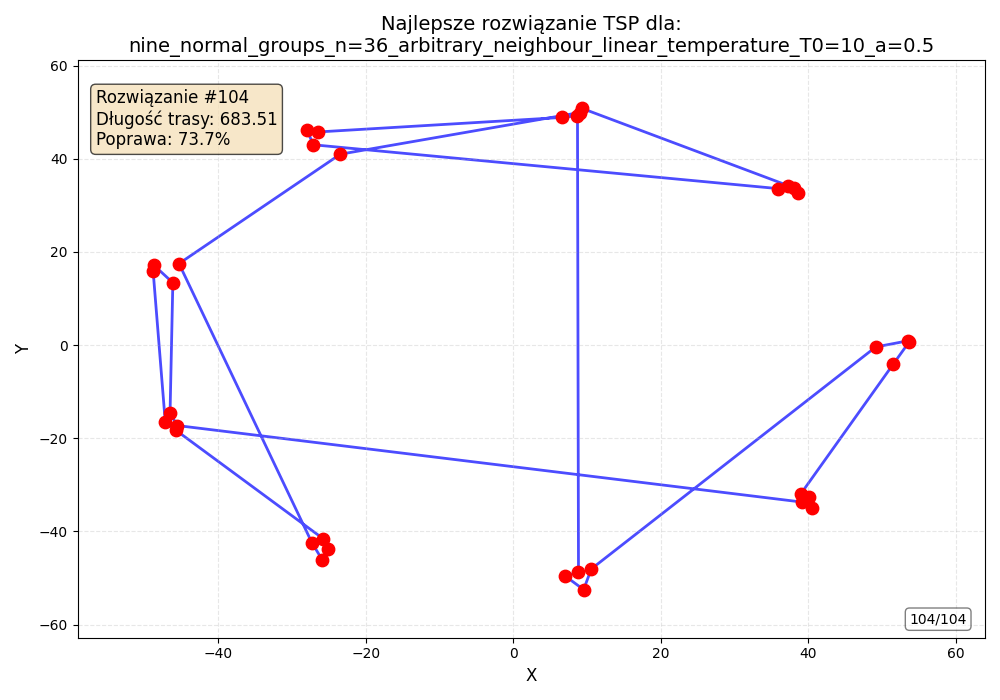 Najlepsze rozwiązanie TSP dla:
nine_normal_groups_n=36_arbitrary_neighbour_linear_temperature_T0=10_a=0.5
Rozwiązanie #104
Długość trasy: 683.51
Poprawa: 73.7%
60
40
20
0
−20
−40
−60
Y
104/104
−40
−20
0
20
40
60
X